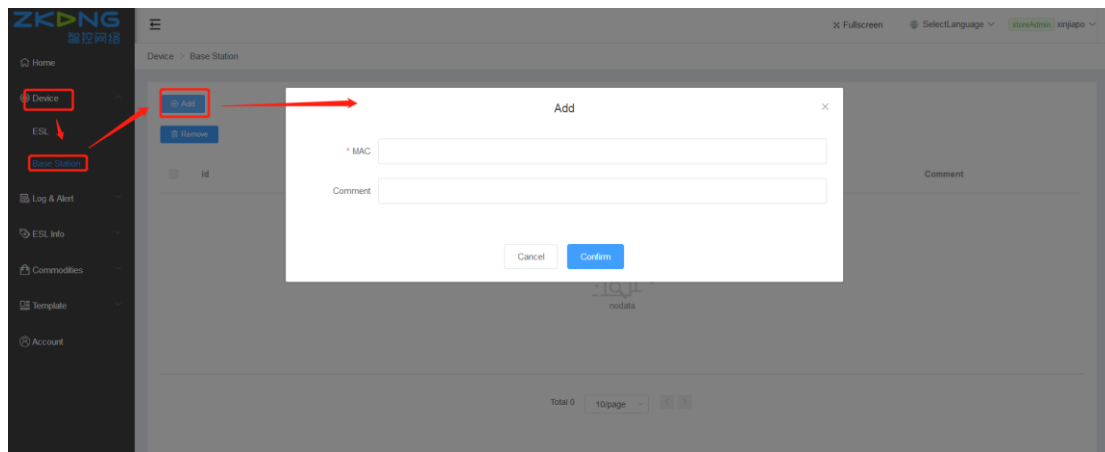 ZKDNG
智控网络
Fullscreen
SelectLanguage
storeAdmin xinjiapo
Home
Device > Base Station
Device
ESL
Base Station
Log & Alert
ESL Info
Commodities
Template
Account
Add
Remove
Id
Comment
Add
* MAC
Comment
Cancel
Confirm
nodata
Total 0
10/page